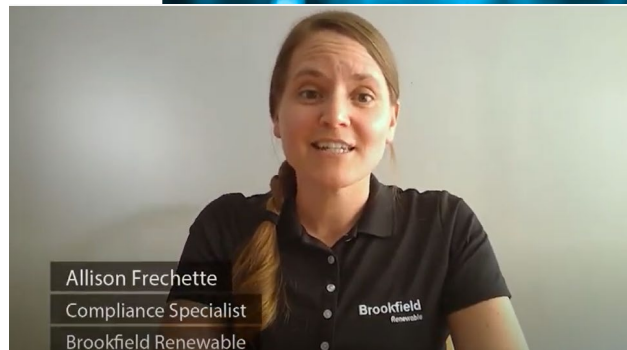 Allison Frechette
Compliance Specialist
Brookfield Renewable
Brookfield
Renewable